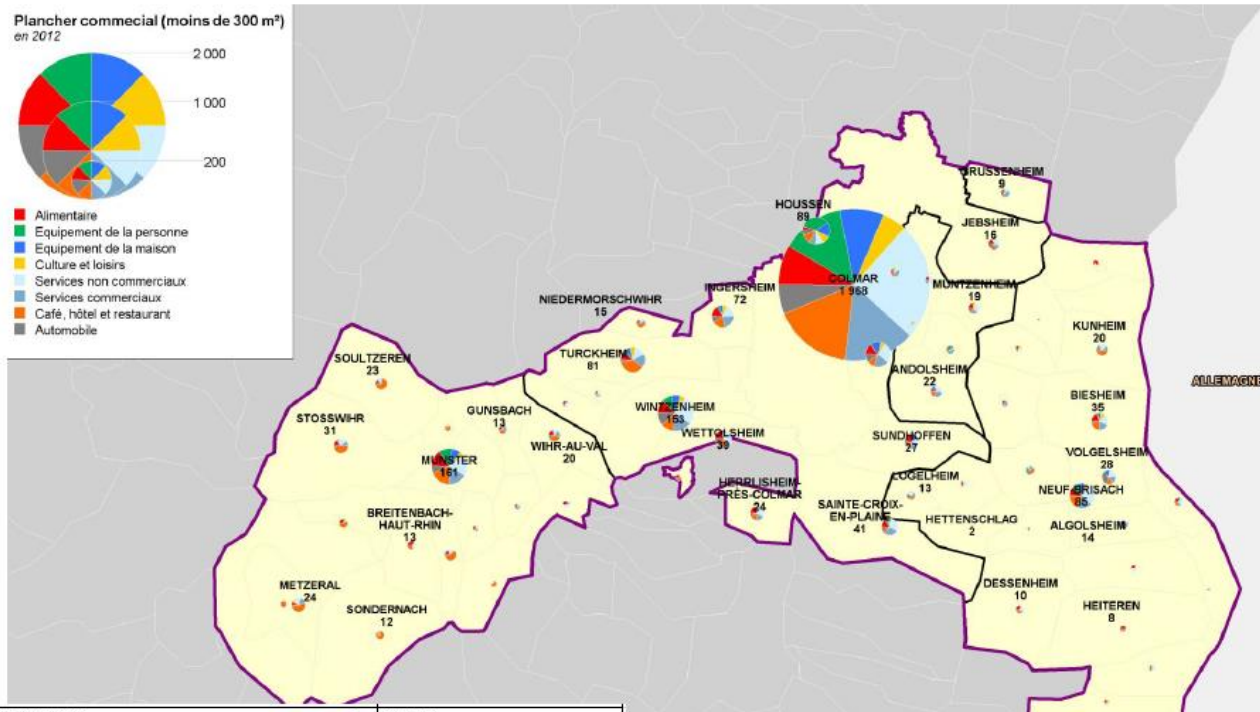 Plancher commecial (moins de 300 m²)
en 2012
2 000
1 000
200
Alimentaire
Equipement de la personne
Equipement de la maison
Culture et loisirs
Services non commerciaux
Services commerciaux
Café, hôtel et restaurant
Automobile
GRUSSENHEIM
9
HOUSSEN
89
JEBSHEIM
16
COLMAR
1 968
MUNTZENHEIM
19
INGERSHEIM
72
NIEDERMORSCHWIHR
15
KUNHEIM
20
TURCKHEIM
81
SOULTZEREN
23
ANDOLSHEIM
22
ALLEMAGNE
BIESHEIM
35
GUNSBACH
13
WINTZENHEIM
153
STOSSWIHR
31
WETTOLSHEIM
39
SUNDHOFFEN
27
WIHR-AU-VAL
20
MUNSTER
161
VOLGELSHEIM
28
LOGELHEIM
13
HERRLISHEIM-
PRÈS-COLMAR
24
NEUF-BRISACH
85
SAINTE-CROIX-
EN-PLAINE
41
BREITENBACH-
HAUT-RHIN
13
HETTENSCHLAG
2
ALGOLSHEIM
14
METZERAL
24
DESSENHEIM
10
SONDERNACH
12
HEITEREN
8